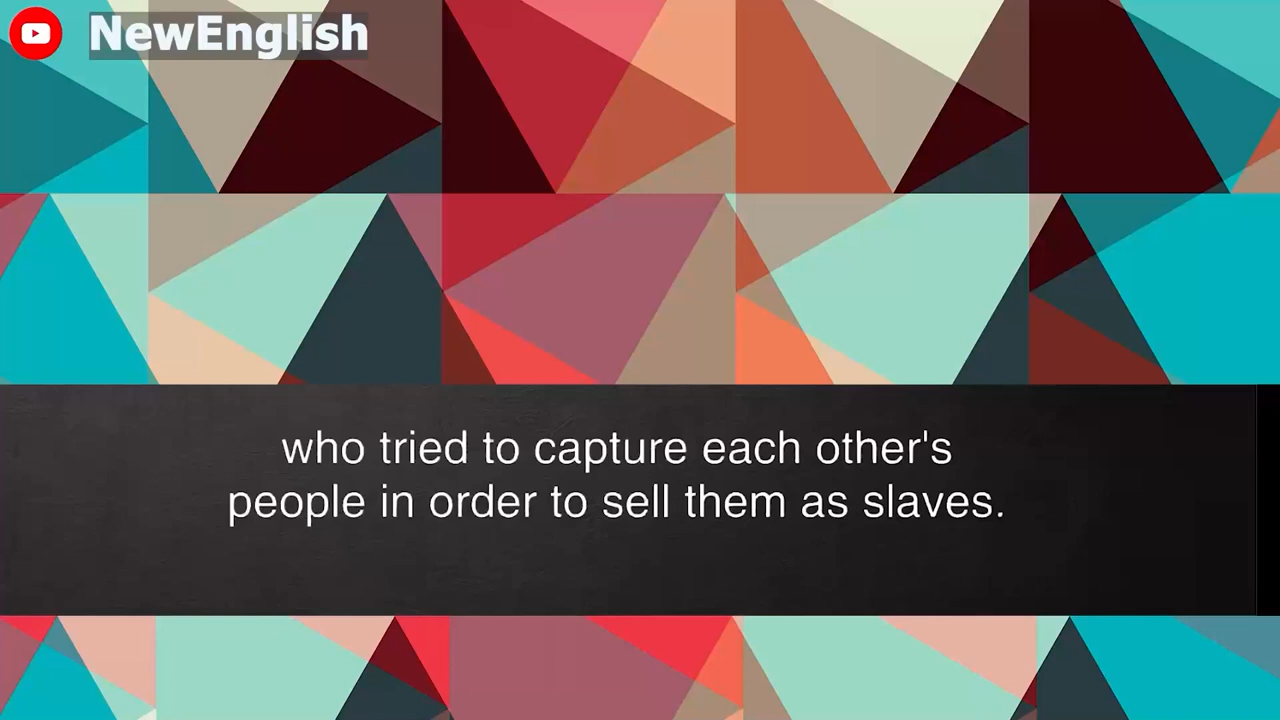 NewEnglish
who tried to capture each other's
people in order to sell them as slaves.